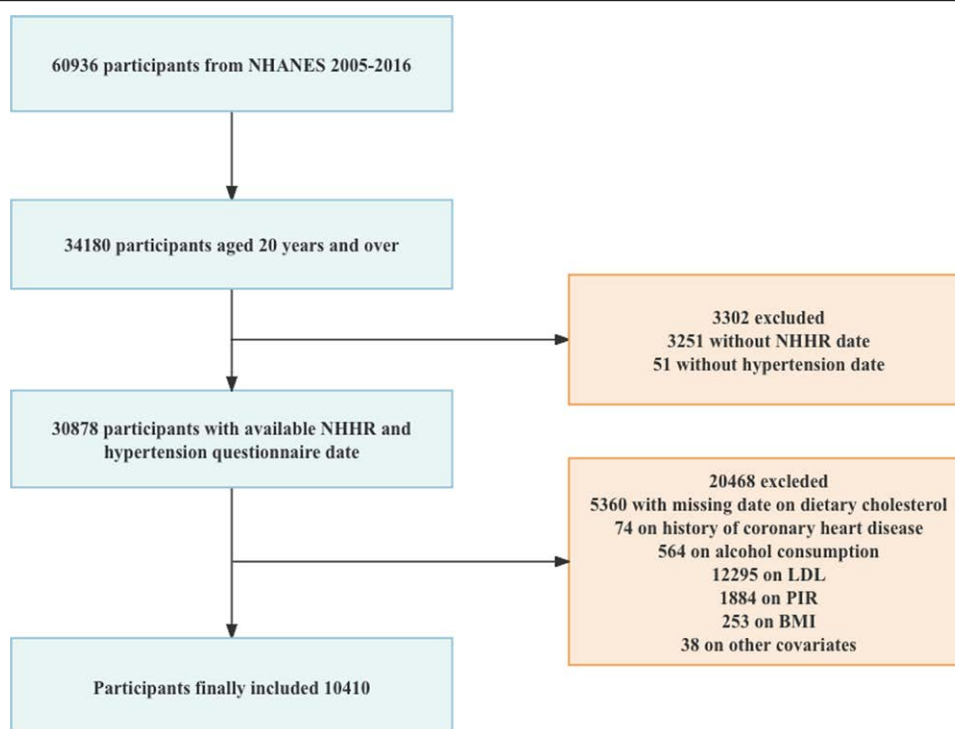 60936 participants from NHANES 2005-2016
34180 participants aged 20 years and over
3302 excluded
3251 without NHHR date
51 without hypertension date
30878 participants with available NHHR and
hypertension questionnaire date
20468 excleded
5360 with missing date on dietary cholesterol
74 on history of coronary heart disease
564 on alcohol consumption
12295 on LDL
1884 on PIR
253 on BMI
38 on other covariates
Participants finally included 10410